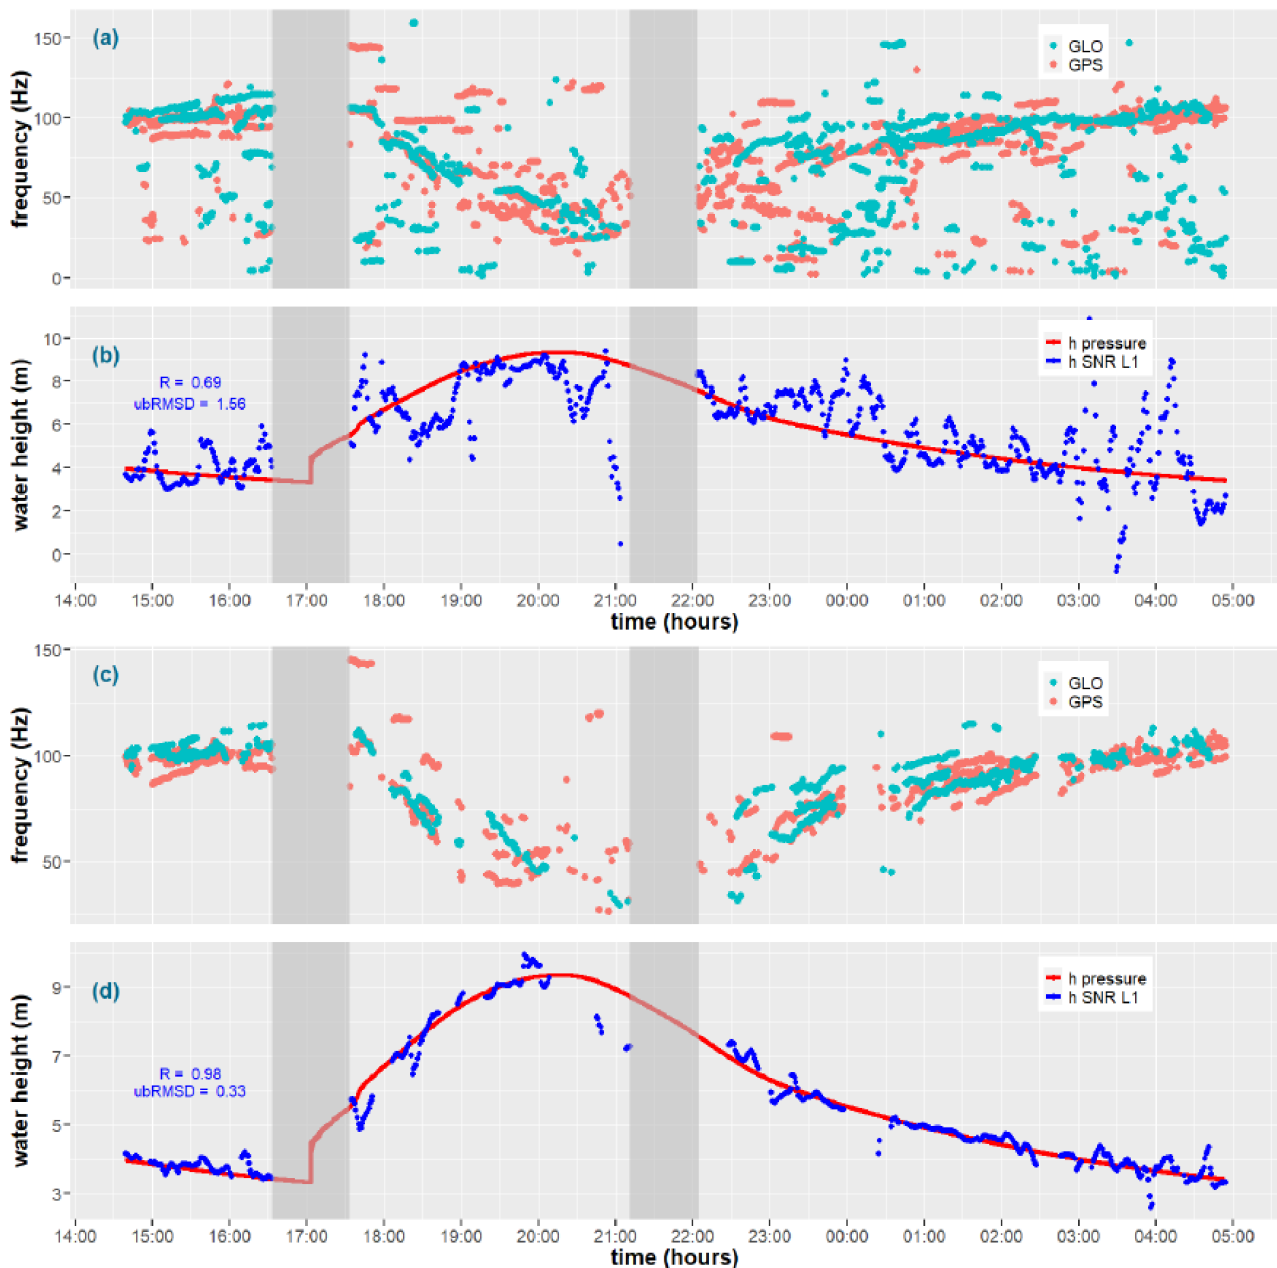 (a)
GLO
GPS
frequency (Hz)
150
100
50
0
(b)
R = 0.69
ubRMSD = 1.56
h pressure
h SNR L1
water height (m)
10
8
6
4
2
0
14:00 15:00 16:00 17:00 18:00 19:00 20:00 21:00 22:00 23:00 00:00 01:00 02:00 03:00 04:00 05:00
time (hours)
(c)
GLO
GPS
frequency (Hz)
150
100
50
(d)
R = 0.98
ubRMSD = 0.33
h pressure
h SNR L1
water height (m)
9
7
5
3
14:00 15:00 16:00 17:00 18:00 19:00 20:00 21:00 22:00 23:00 00:00 01:00 02:00 03:00 04:00 05:00
time (hours)